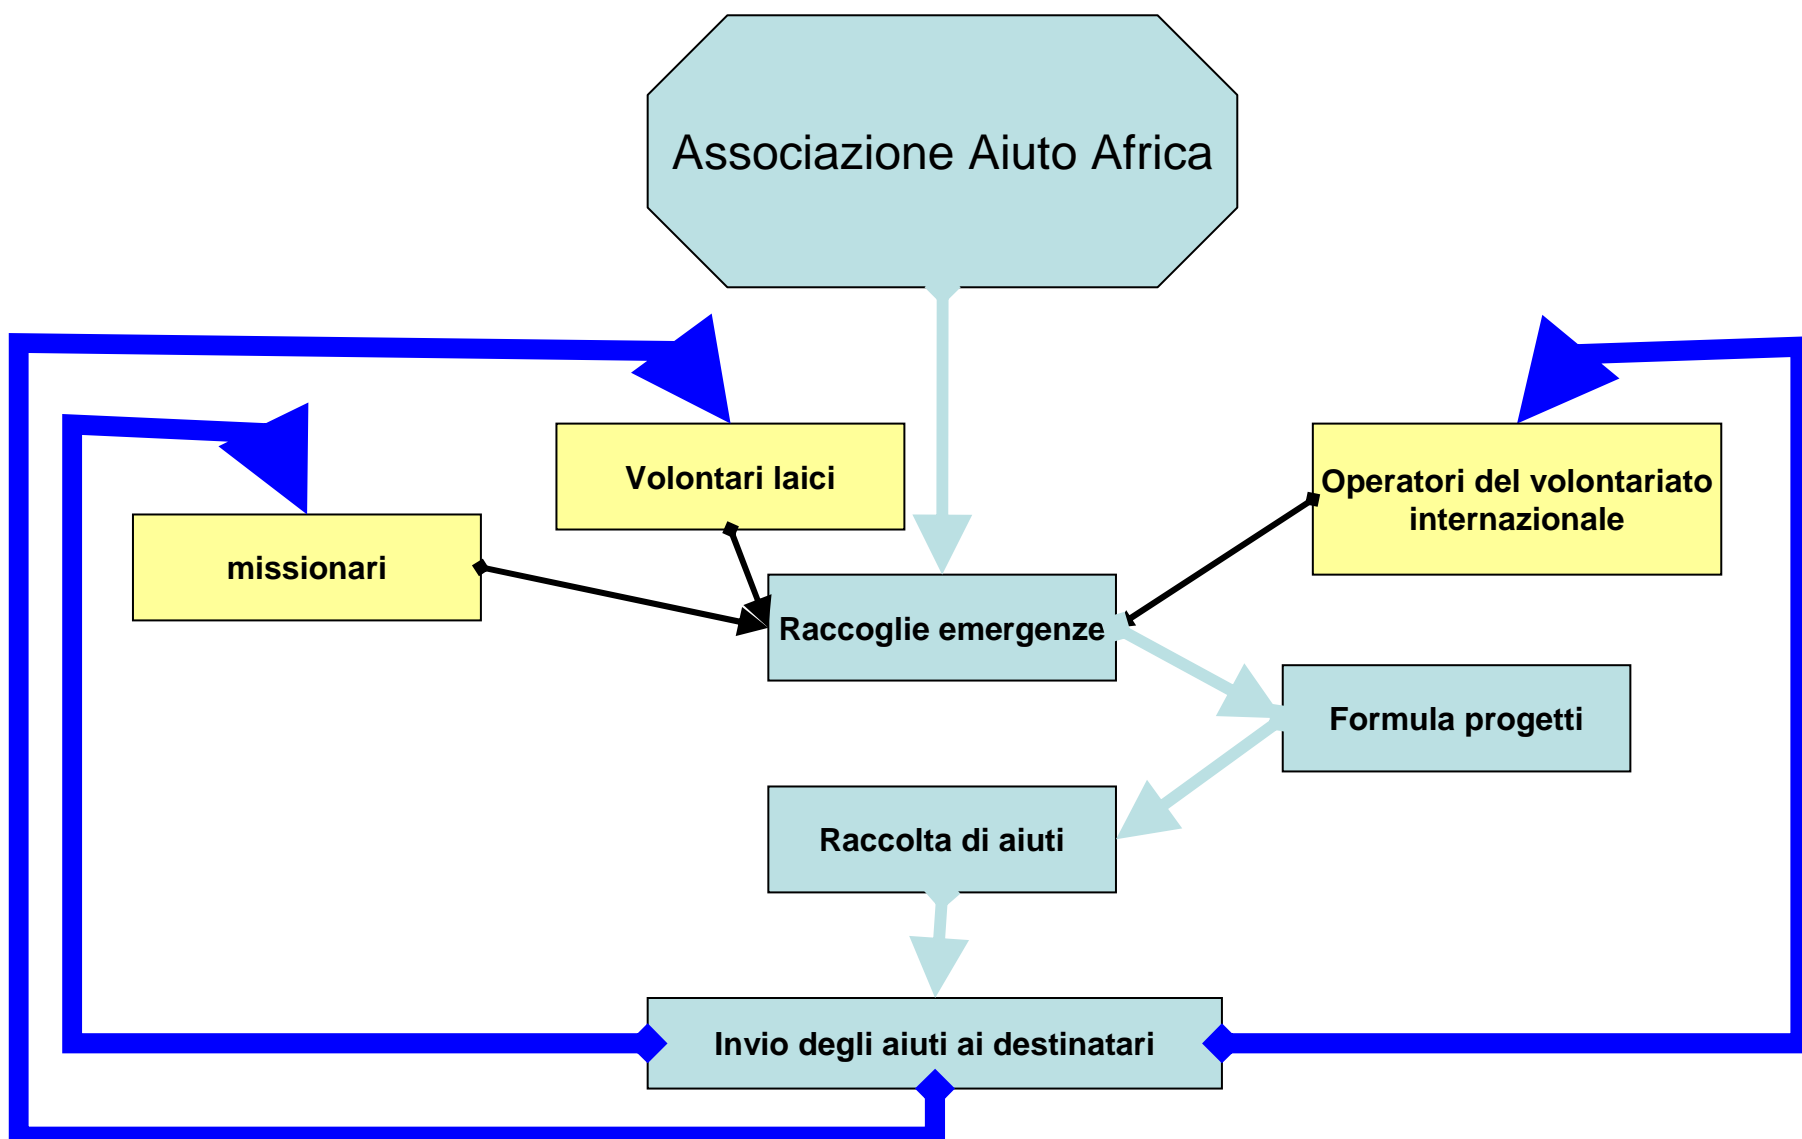 Associazione Aiuto Africa
Volontari laici
Operatori del volontariato
internazionale
missionari
Raccoglie emergenze
Formula progetti
Raccolta di aiuti
Invio degli aiuti ai destinatari